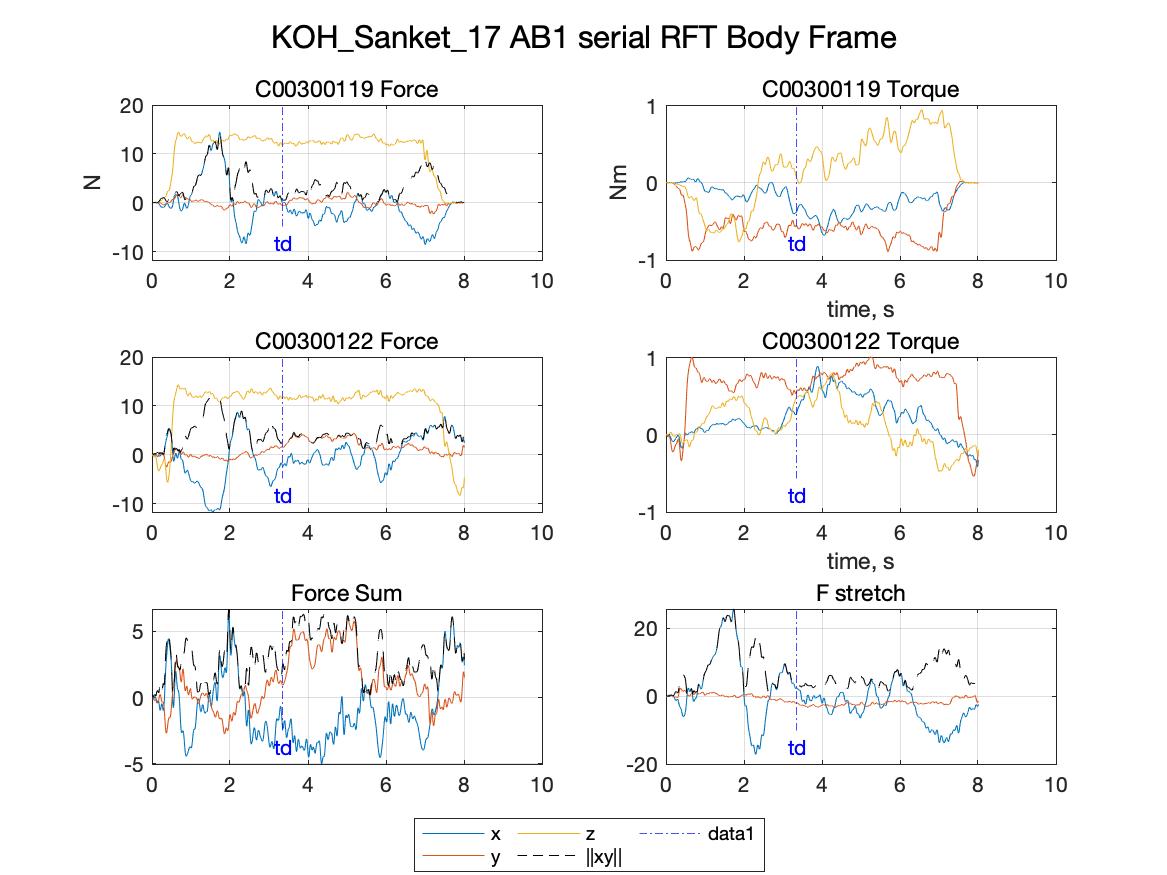 KOH_Sanket_17 AB1 serial RFT Body Frame
C00300119 Force
20
10
0
-10
N
td
0 2 4 6 8 10
C00300119 Torque
1
0
-1
Nm
td
0 2 4 6 8 10
time, s
C00300122 Force
20
10
0
-10
td
0 2 4 6 8 10
C00300122 Torque
1
0
-1
td
0 2 4 6 8 10
time, s
Force Sum
5
0
-5
td
0 2 4 6 8 10
F stretch
20
0
-20
td
0 2 4 6 8 10
x z data1
y ||xy||